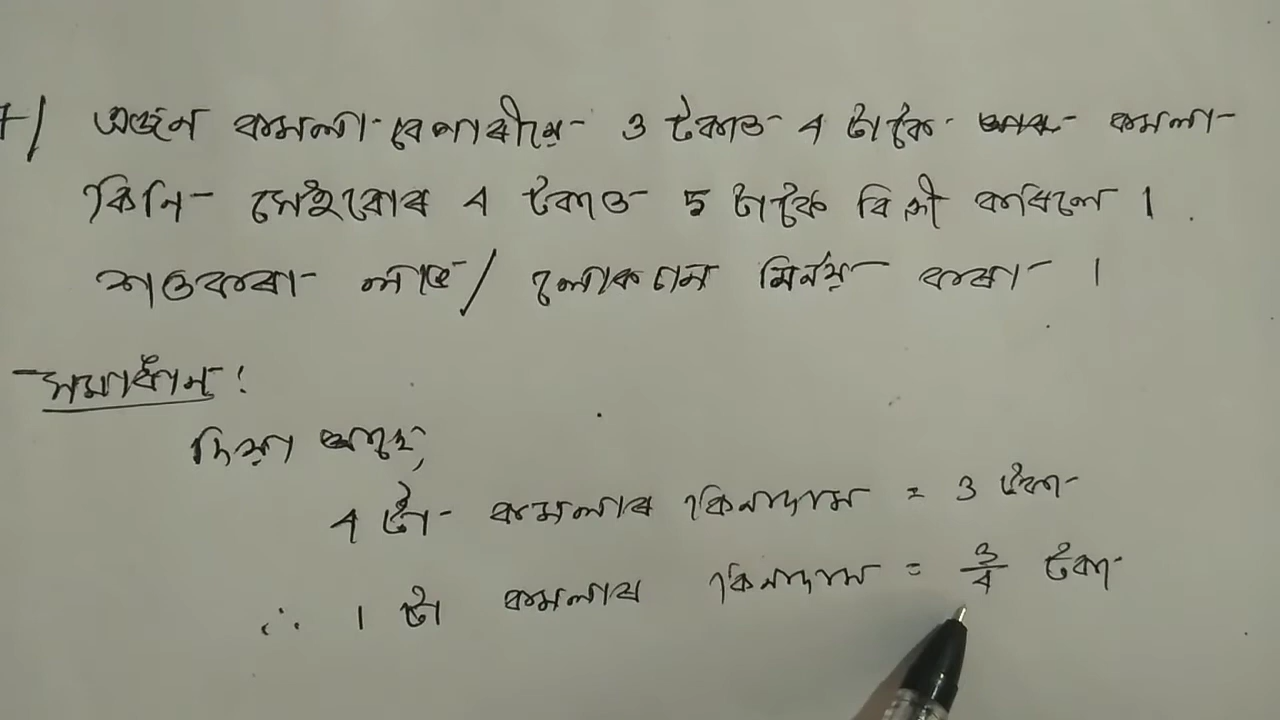 7/ এজন কমলা বেপাৰীয়ে 3 টকাত 4 টাকৈ কমলা
কিনি সেইবোৰ 4 টকাত 5 টাকৈ বিক্ৰী কৰিলে ।
শতকৰা লাভ/লোকচান নিৰ্ণয় কৰা ।
সমাধান :
দিয়া আছে,
4 টা কমলাৰ কিনাদাম = 3 টকা
∴ 1 টা কমলাৰ কিনাদাম = 3/4 টকা